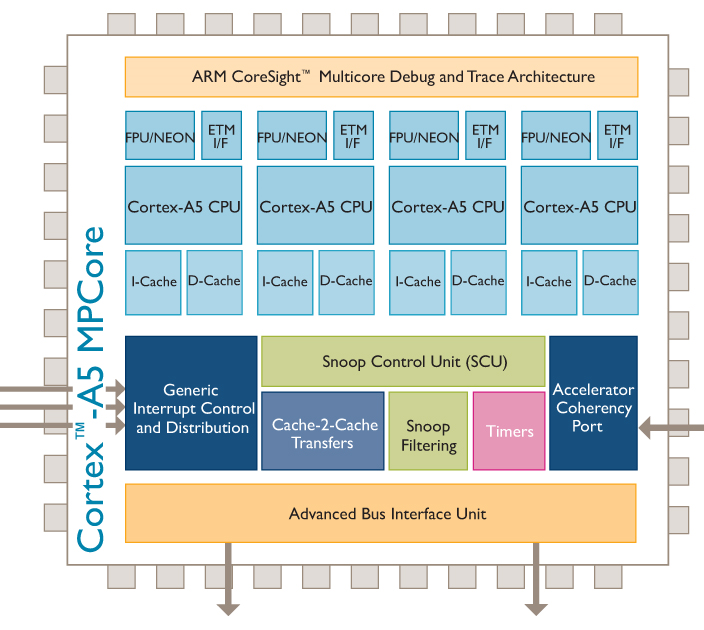 ARM CoreSight™ Multicore Debug and Trace Architecture
FPU/NEON
ETM
I/F
FPU/NEON
ETM
I/F
FPU/NEON
ETM
I/F
FPU/NEON
ETM
I/F
Cortex-A5 CPU
Cortex-A5 CPU
Cortex-A5 CPU
Cortex-A5 CPU
I-Cache
D-Cache
I-Cache
D-Cache
I-Cache
D-Cache
I-Cache
D-Cache
Cortex™-A5 MPCore
Generic
Interrupt Control
and Distribution
Snoop Control Unit (SCU)
Cache-2-Cache
Transfers
Snoop
Filtering
Timers
Accelerator
Coherency
Port
Advanced Bus Interface Unit